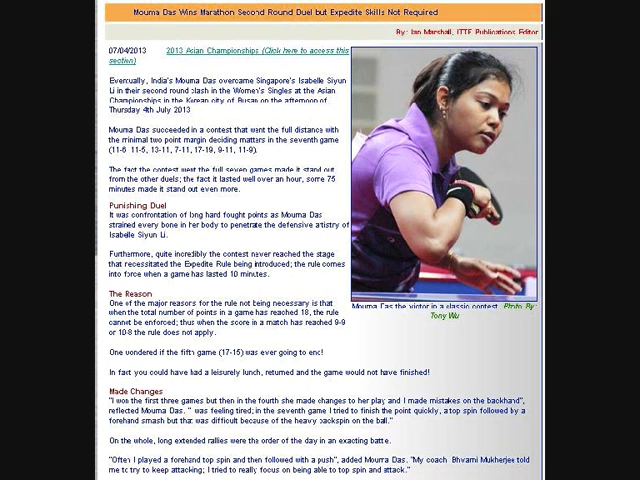 Mouma Das Wins Marathon Second Round Duel but Expedite Skills Not Required
By: Ian Marshall, ITTF Publications Editor
07/04/2013 2013 Asian Championships (Click here to access this
section)
Eventually, India's Mouma Das overcame Singapore's Isabelle Siyun
Li in their second round clash in the Women's Singles at the Asian
Championships in the Korean city of Busan on the afternoon of
Thursday 4th July 2013
Mouma Das succeeded in a contest that went the full distance with
the minimal two point margin deciding matters in the seventh game
(11-6, 11-5, 13-11, 7-11, 17-19, 9-11, 11-9).
The fact the contest went the full seven games made it stand out
from the other duels; the fact it lasted well over an hour, some 75
minutes made it stand out even more.
Punishing Duel
It was confrontation of long hard fought points as Mouma Das
strained every bone in her body to penetrate the defensive artistry of
Isabelle Siyun Li.
Furthermore, quite incredibly the contest never reached the stage
that necessitated the Expedite Rule being introduced; the rule comes
into force when a game has lasted 10 minutes.
The Reason
One of the major reasons for the rule not being necessary is that
when the total number of points in a game has reached 18, the rule
cannot be enforced; thus when the score in a match has reached 9-9
or 10-8 the rule does not apply.
Mouma Das the victor in a classic contest Photo By:
Tony Wu
One wondered if the fifth game (17-15) was ever going to end!
In fact you could have had a leisurely lunch, returned and the game would not have finished!
Made Changes
"I won the first three games but then in the fourth she made changes to her play and I made mistakes on the backhand",
reflected Mouma Das. "I was feeling tired; in the seventh game I tried to finish the point quickly, a top spin followed by a
forehand smash but that was difficult because of the heavy backspin on the ball."
On the whole, long extended rallies were the order of the day in an exacting battle.
"Often I played a forehand top spin and then followed with a push", added Mouma Das. "My coach Bhvami Mukherjee told
me to try to keep attacking; I tried to really focus on being able to top spin and attack."